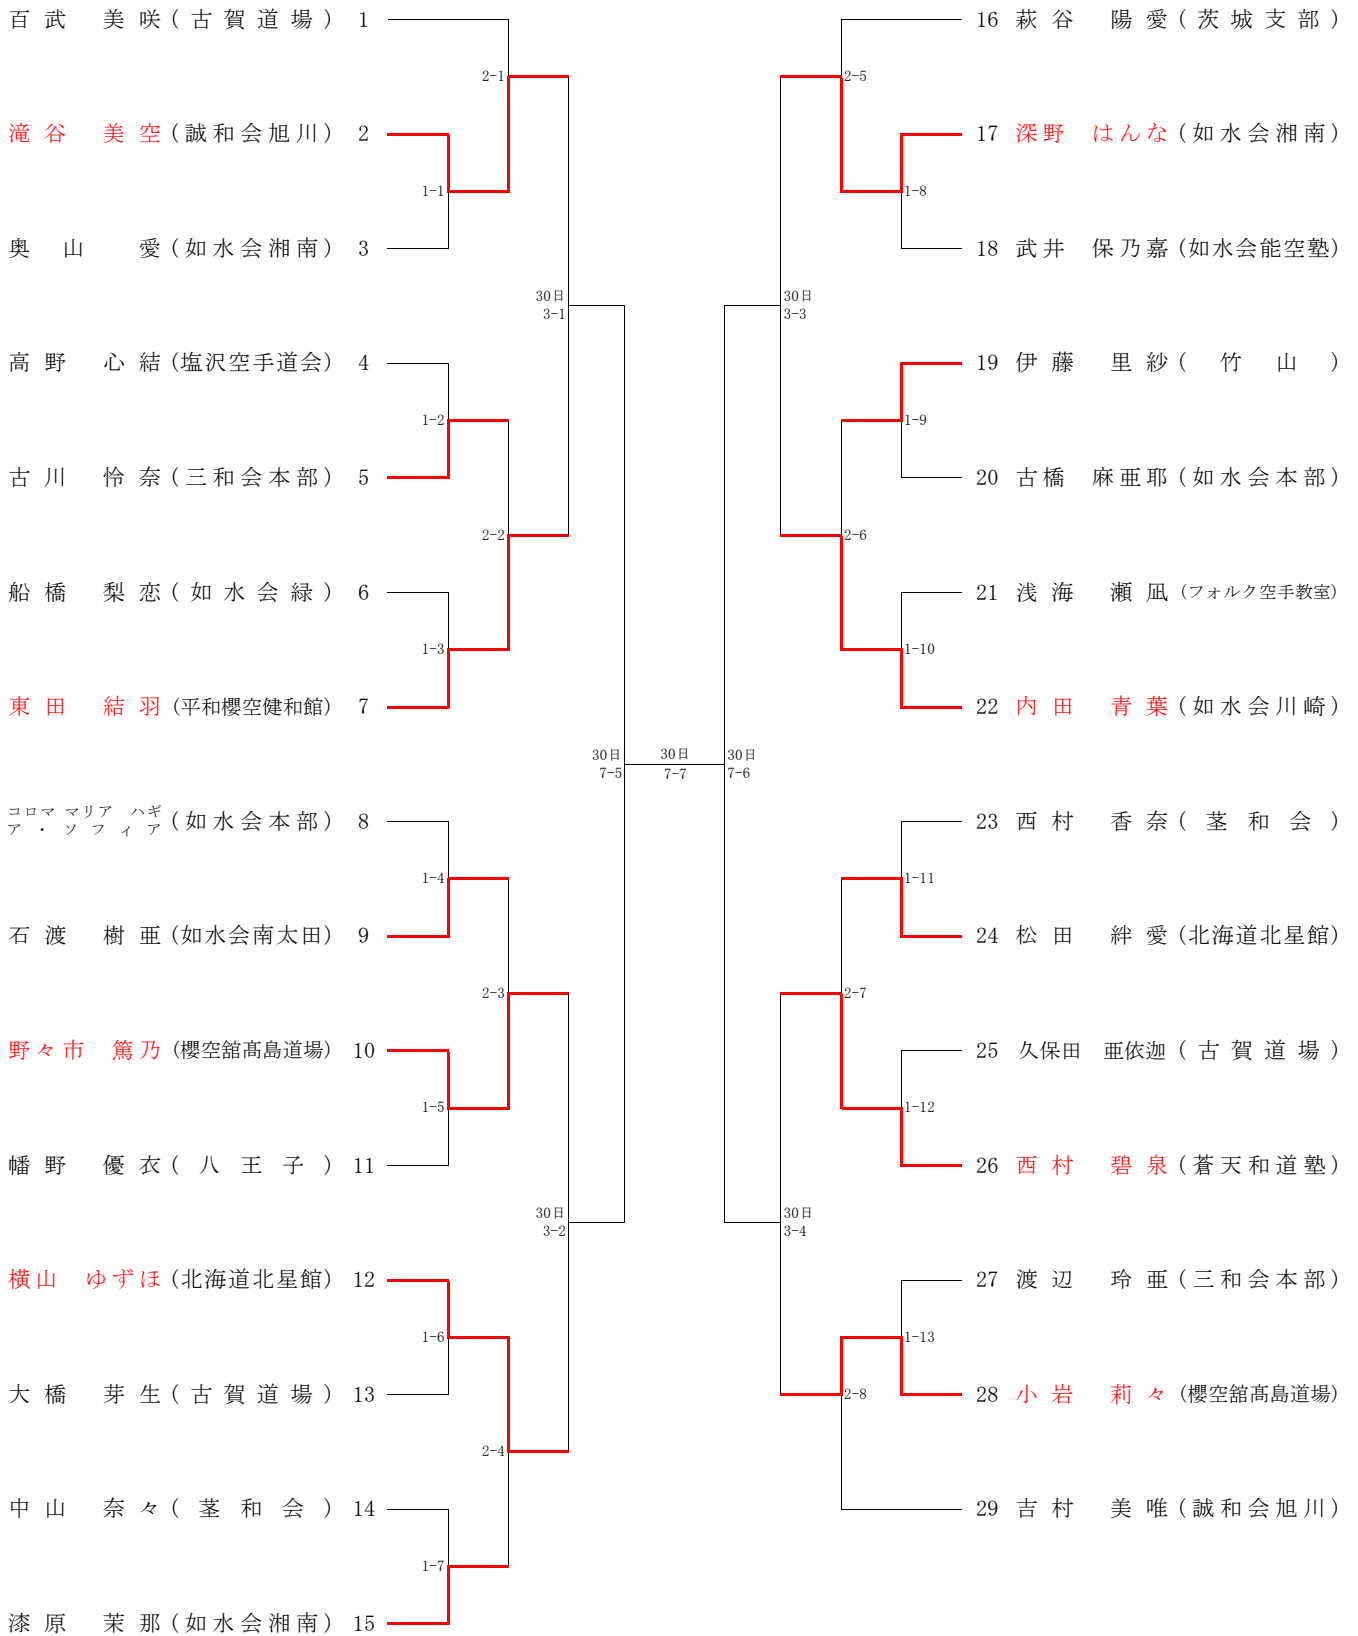 百武 美咲 (古賀道場) 1
2-1
滝谷 美空 (誠和会旭川) 2
1-1
奥山 愛 (如水会湘南) 3
30日
3-1
高野 心結 (塩沢空手道会) 4
1-2
古川 怜奈 (三和会本部) 5
2-2
船橋 梨恋 (如水会緑) 6
1-3
東田 結羽 (平和櫻空健和館) 7
30日
7-5
30日
7-7
コロマ マリア ハギ
ア・ソフィア (如水会本部) 8
1-4
石渡 樹亜 (如水会南太田) 9
2-3
野々市 篤乃 (櫻空舘髙島道場) 10
1-5
幡野 優衣 (八王子) 11
30日
3-2
横山 ゆずほ (北海道北星館) 12
1-6
大橋 芽生 (古賀道場) 13
2-4
中山 奈々 (茎和会) 14
1-7
漆原 茉那 (如水会湘南) 15
16 萩谷 陽愛 (茨城支部)
2-5
17 深野 はんな (如水会湘南)
1-8
18 武井 保乃嘉 (如水会能空塾)
30日
3-3
19 伊藤 里紗 (竹山)
1-9
20 古橋 麻亜耶 (如水会本部)
2-6
21 浅海 瀬凪 (フォルク空手教室)
1-10
22 内田 青葉 (如水会川崎)
30日
7-6
23 西村 香奈 (茎和会)
1-11
24 松田 絆愛 (北海道北星館)
2-7
25 久保田 亜依迦 (古賀道場)
1-12
26 西村 碧泉 (蒼天和道塾)
30日
3-4
27 渡辺 玲亜 (三和会本部)
1-13
28 小岩 莉々 (櫻空舘髙島道場)
2-8
29 吉村 美唯 (誠和会旭川)